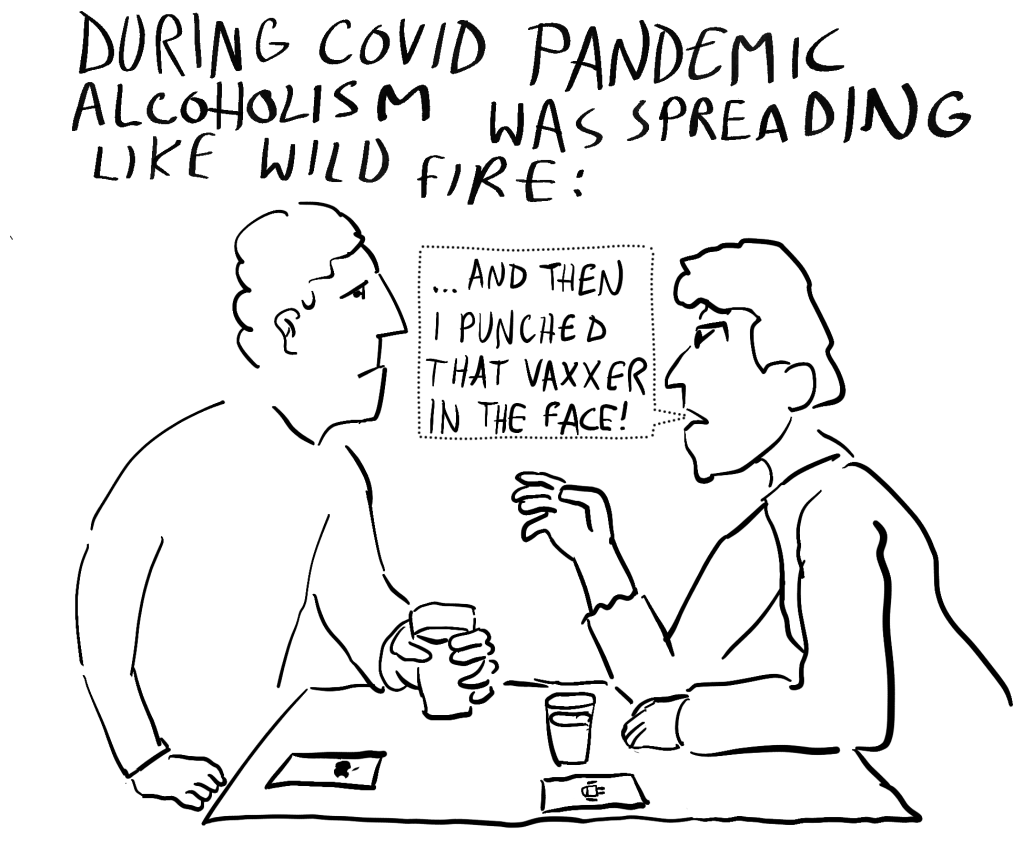 DURING COVID PANDEMIC
ALCOHOLISM WAS SPREADING
LIKE WILD FIRE:
...AND THEN
I PUNCHED
THAT VAXXER
IN THE FACE!